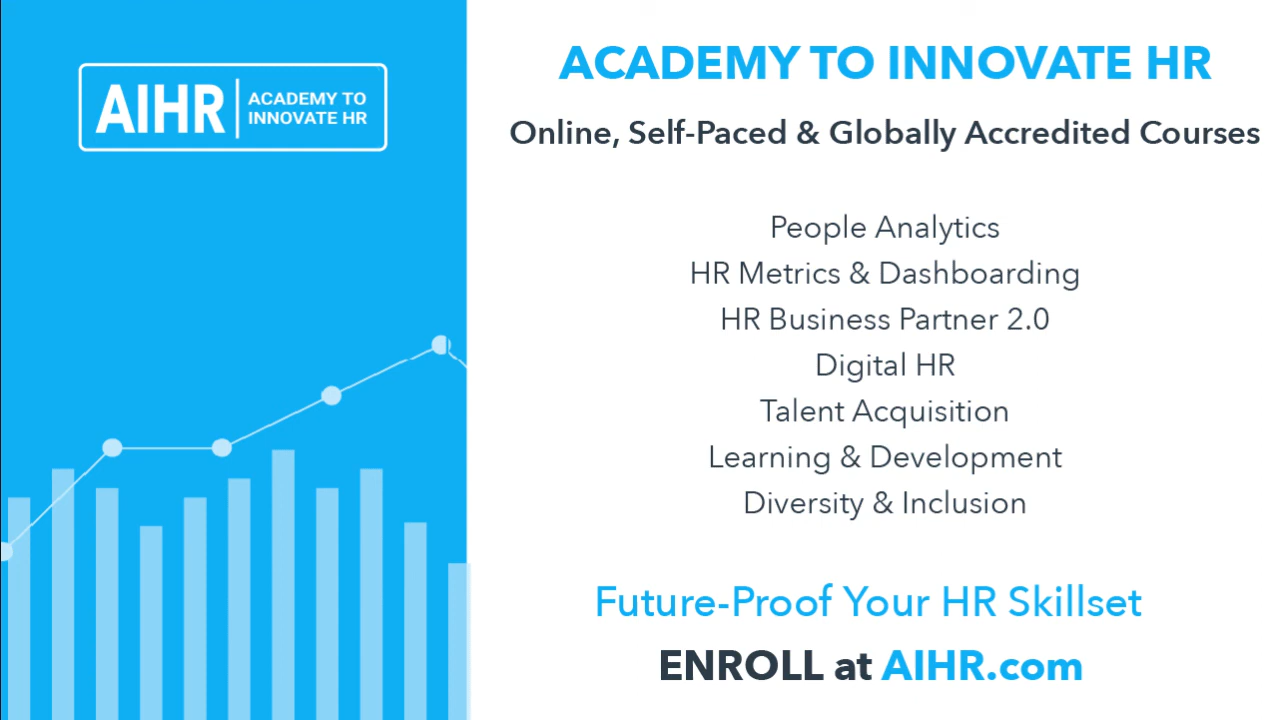 AIHR
ACADEMY TO
INNOVATE HR
ACADEMY TO INNOVATE HR
Online, Self-Paced & Globally Accredited Courses
People Analytics
HR Metrics & Dashboarding
HR Business Partner 2.0
Digital HR
Talent Acquisition
Learning & Development
Diversity & Inclusion
Future-Proof Your HR Skillset
ENROLL at AIHR.com